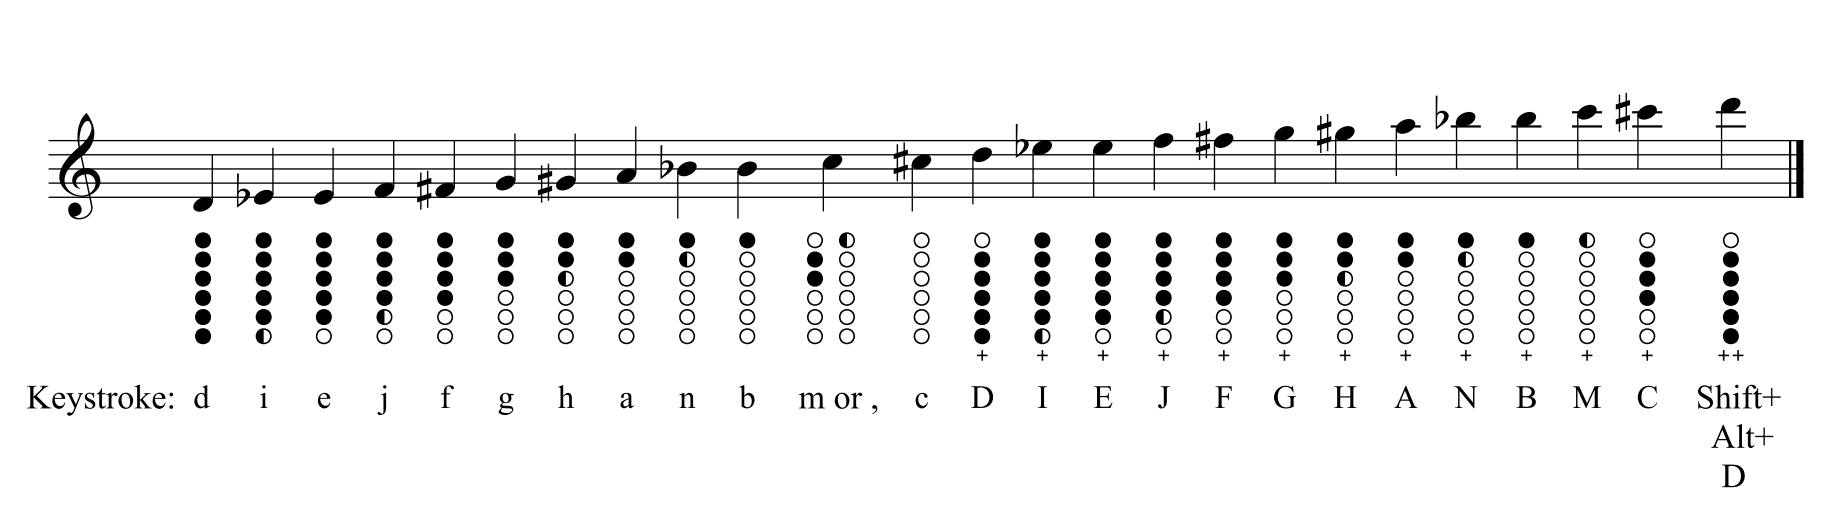 + + + + + + + + + + + + ++
Keystroke: d i e j f g h a n b m or , c D I E J F G H A N B M C Shift+
Alt+
D